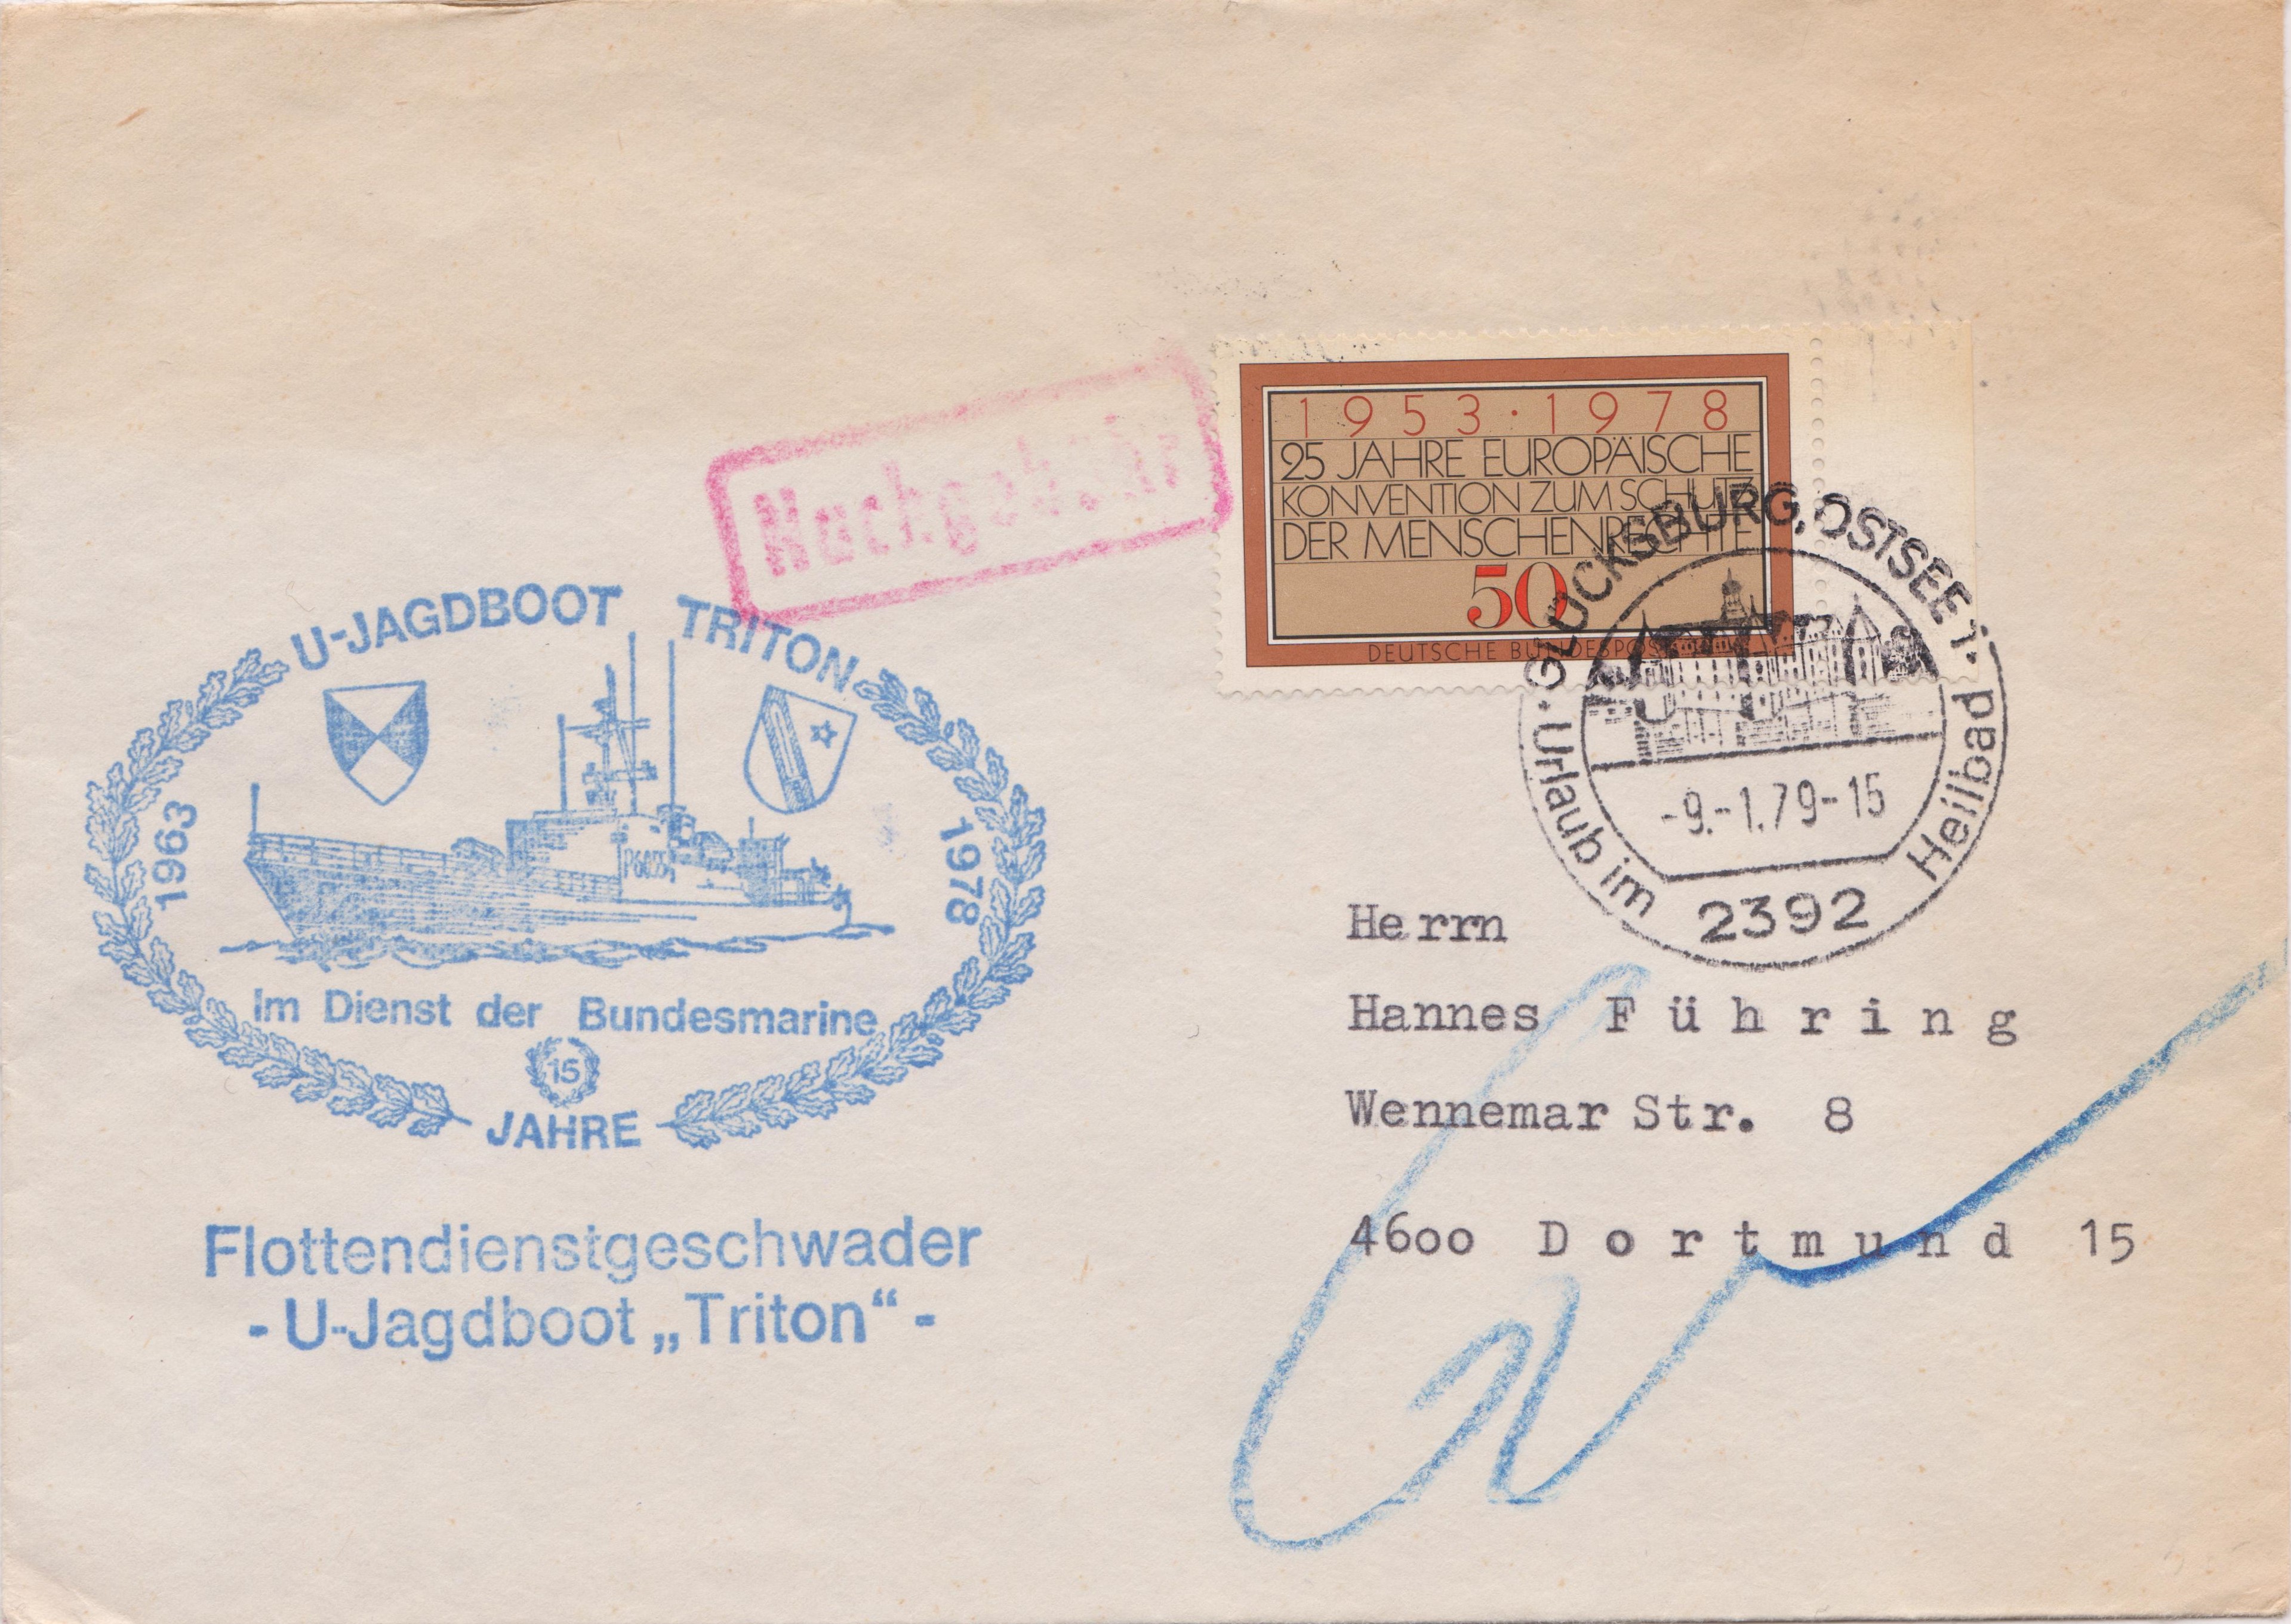 Nachgebühr
1953·1978
25 JAHRE EUROPÄISCHE
KONVENTION ZUM SCHUTZ
DER MENSCHENRECHTE
50
DEUTSCHE BUNDESPOST
GLÜCKSBURG, OSTSEE 1
Urlaub im Heilbad
-9.-1.79-15
2392
U-JAGDBOOT TRITON
1963
1978
Im Dienst der Bundesmarine
15
JAHRE
Flottendienstgeschwader
- U-Jagdboot „Triton“ -
Herrn
Hannes Führing
Wennemar Str. 8
4600 Dortmund 15